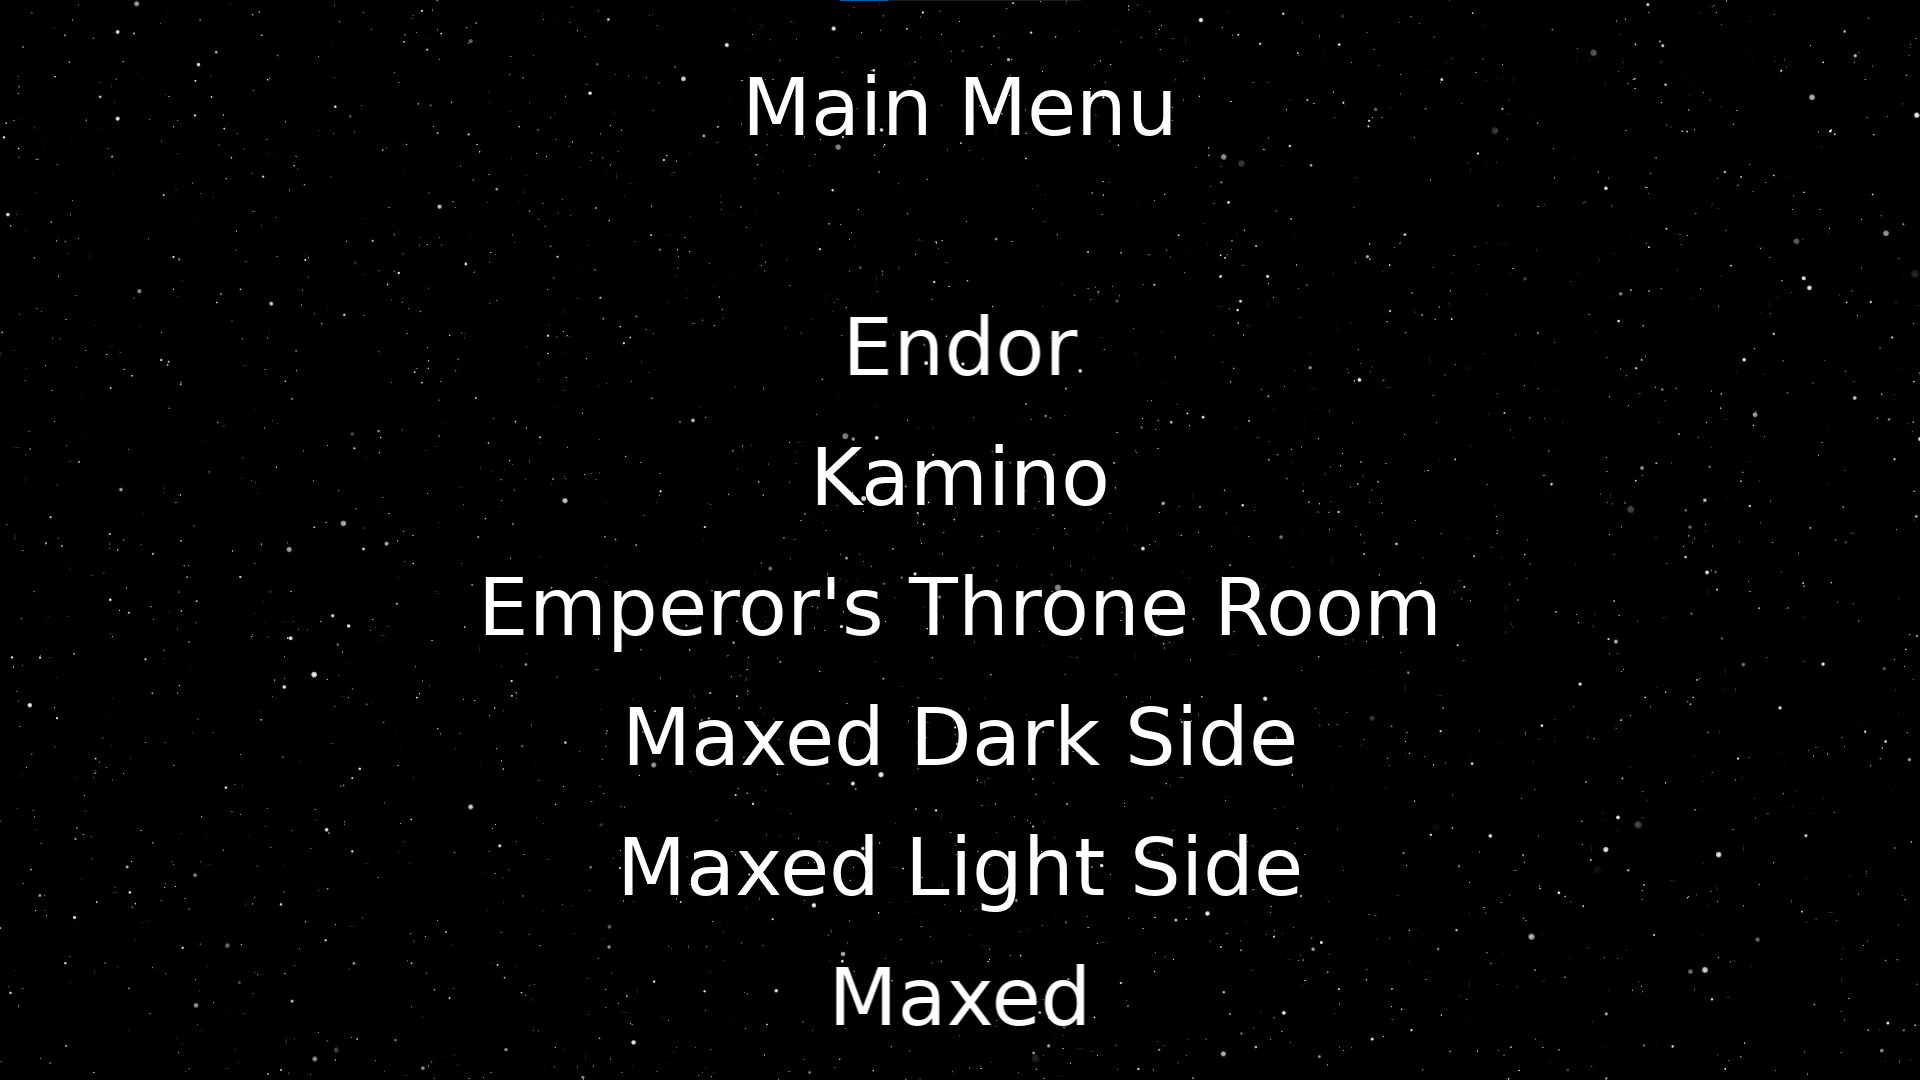 Main Menu
Endor
Kamino
Emperor's Throne Room
Maxed Dark Side
Maxed Light Side
Maxed